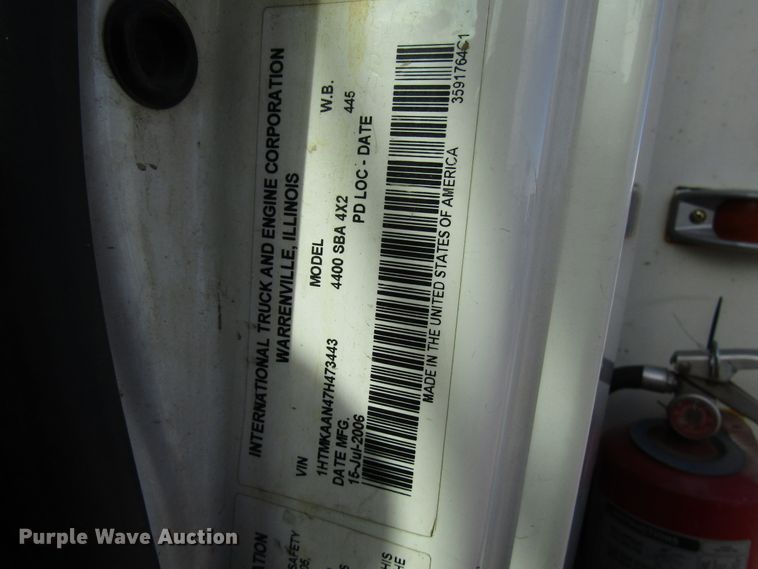 INTERNATIONAL TRUCK AND ENGINE CORPORATION
WARRENVILLE, ILLINOIS
VIN MODEL W.B.
1HTMKAAN47H473443 4400 SBA 4X2 445
DATE MFG. PD LOC - DATE
15-Jul-2006
MADE IN THE UNITED STATES OF AMERICA 3591764C1
Purple Wave Auction